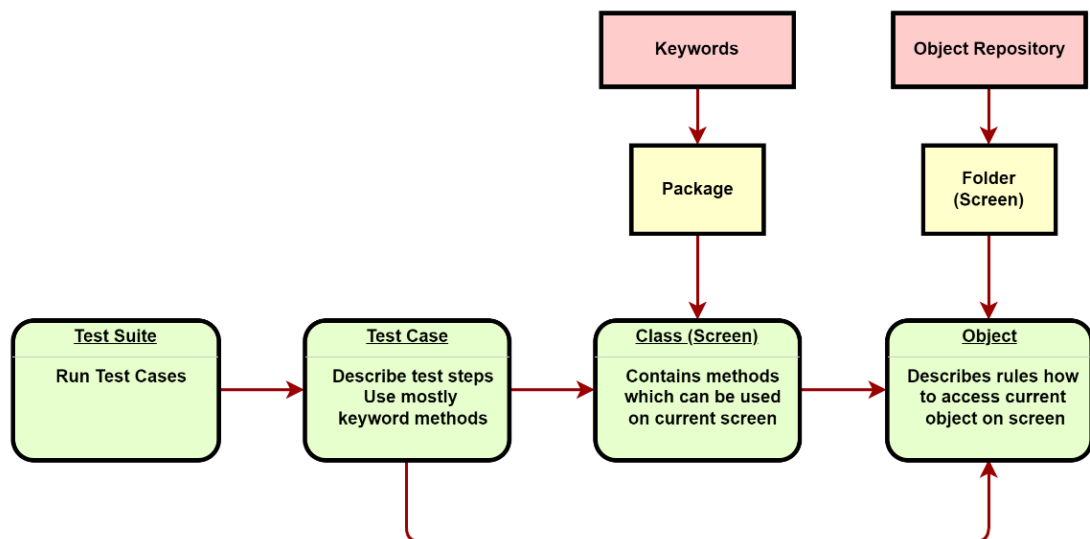 Keywords
Object Repository
Package
Folder
(Screen)
Test Suite
Run Test Cases
Test Case
Describe test steps
Use mostly
keyword methods
Class (Screen)
Contains methods
which can be used
on current screen
Object
Describes rules how
to access current
object on screen